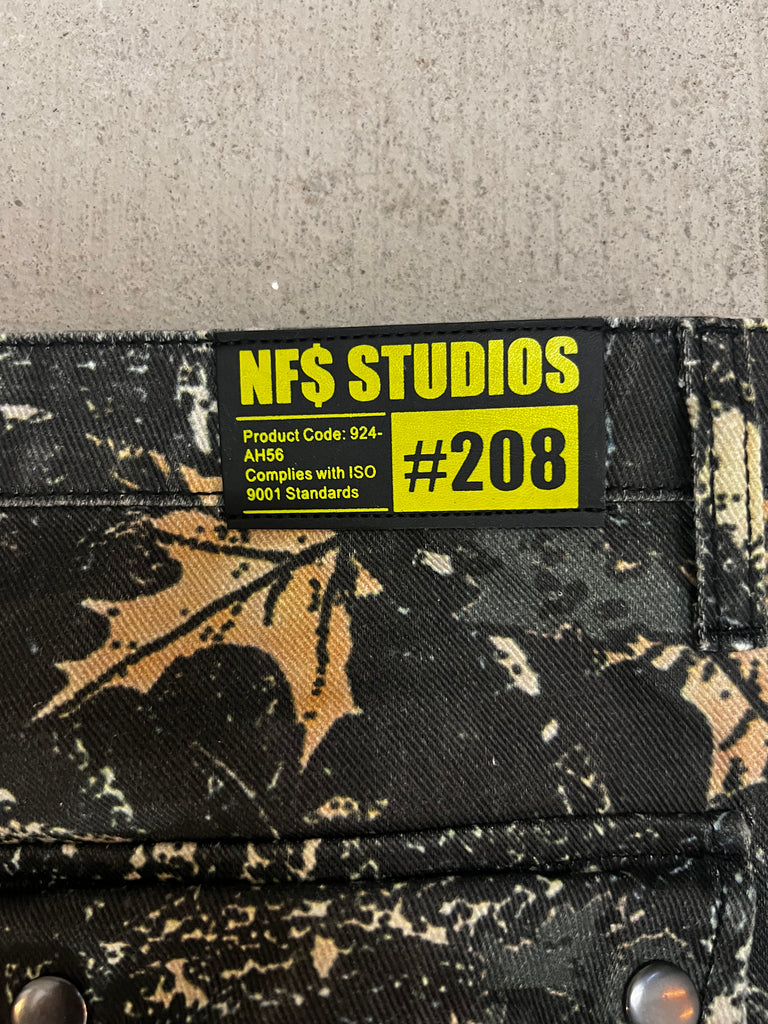 NF$ STUDIOS
Product Code: 924-
AH56
Complies with ISO
9001 Standards
#208